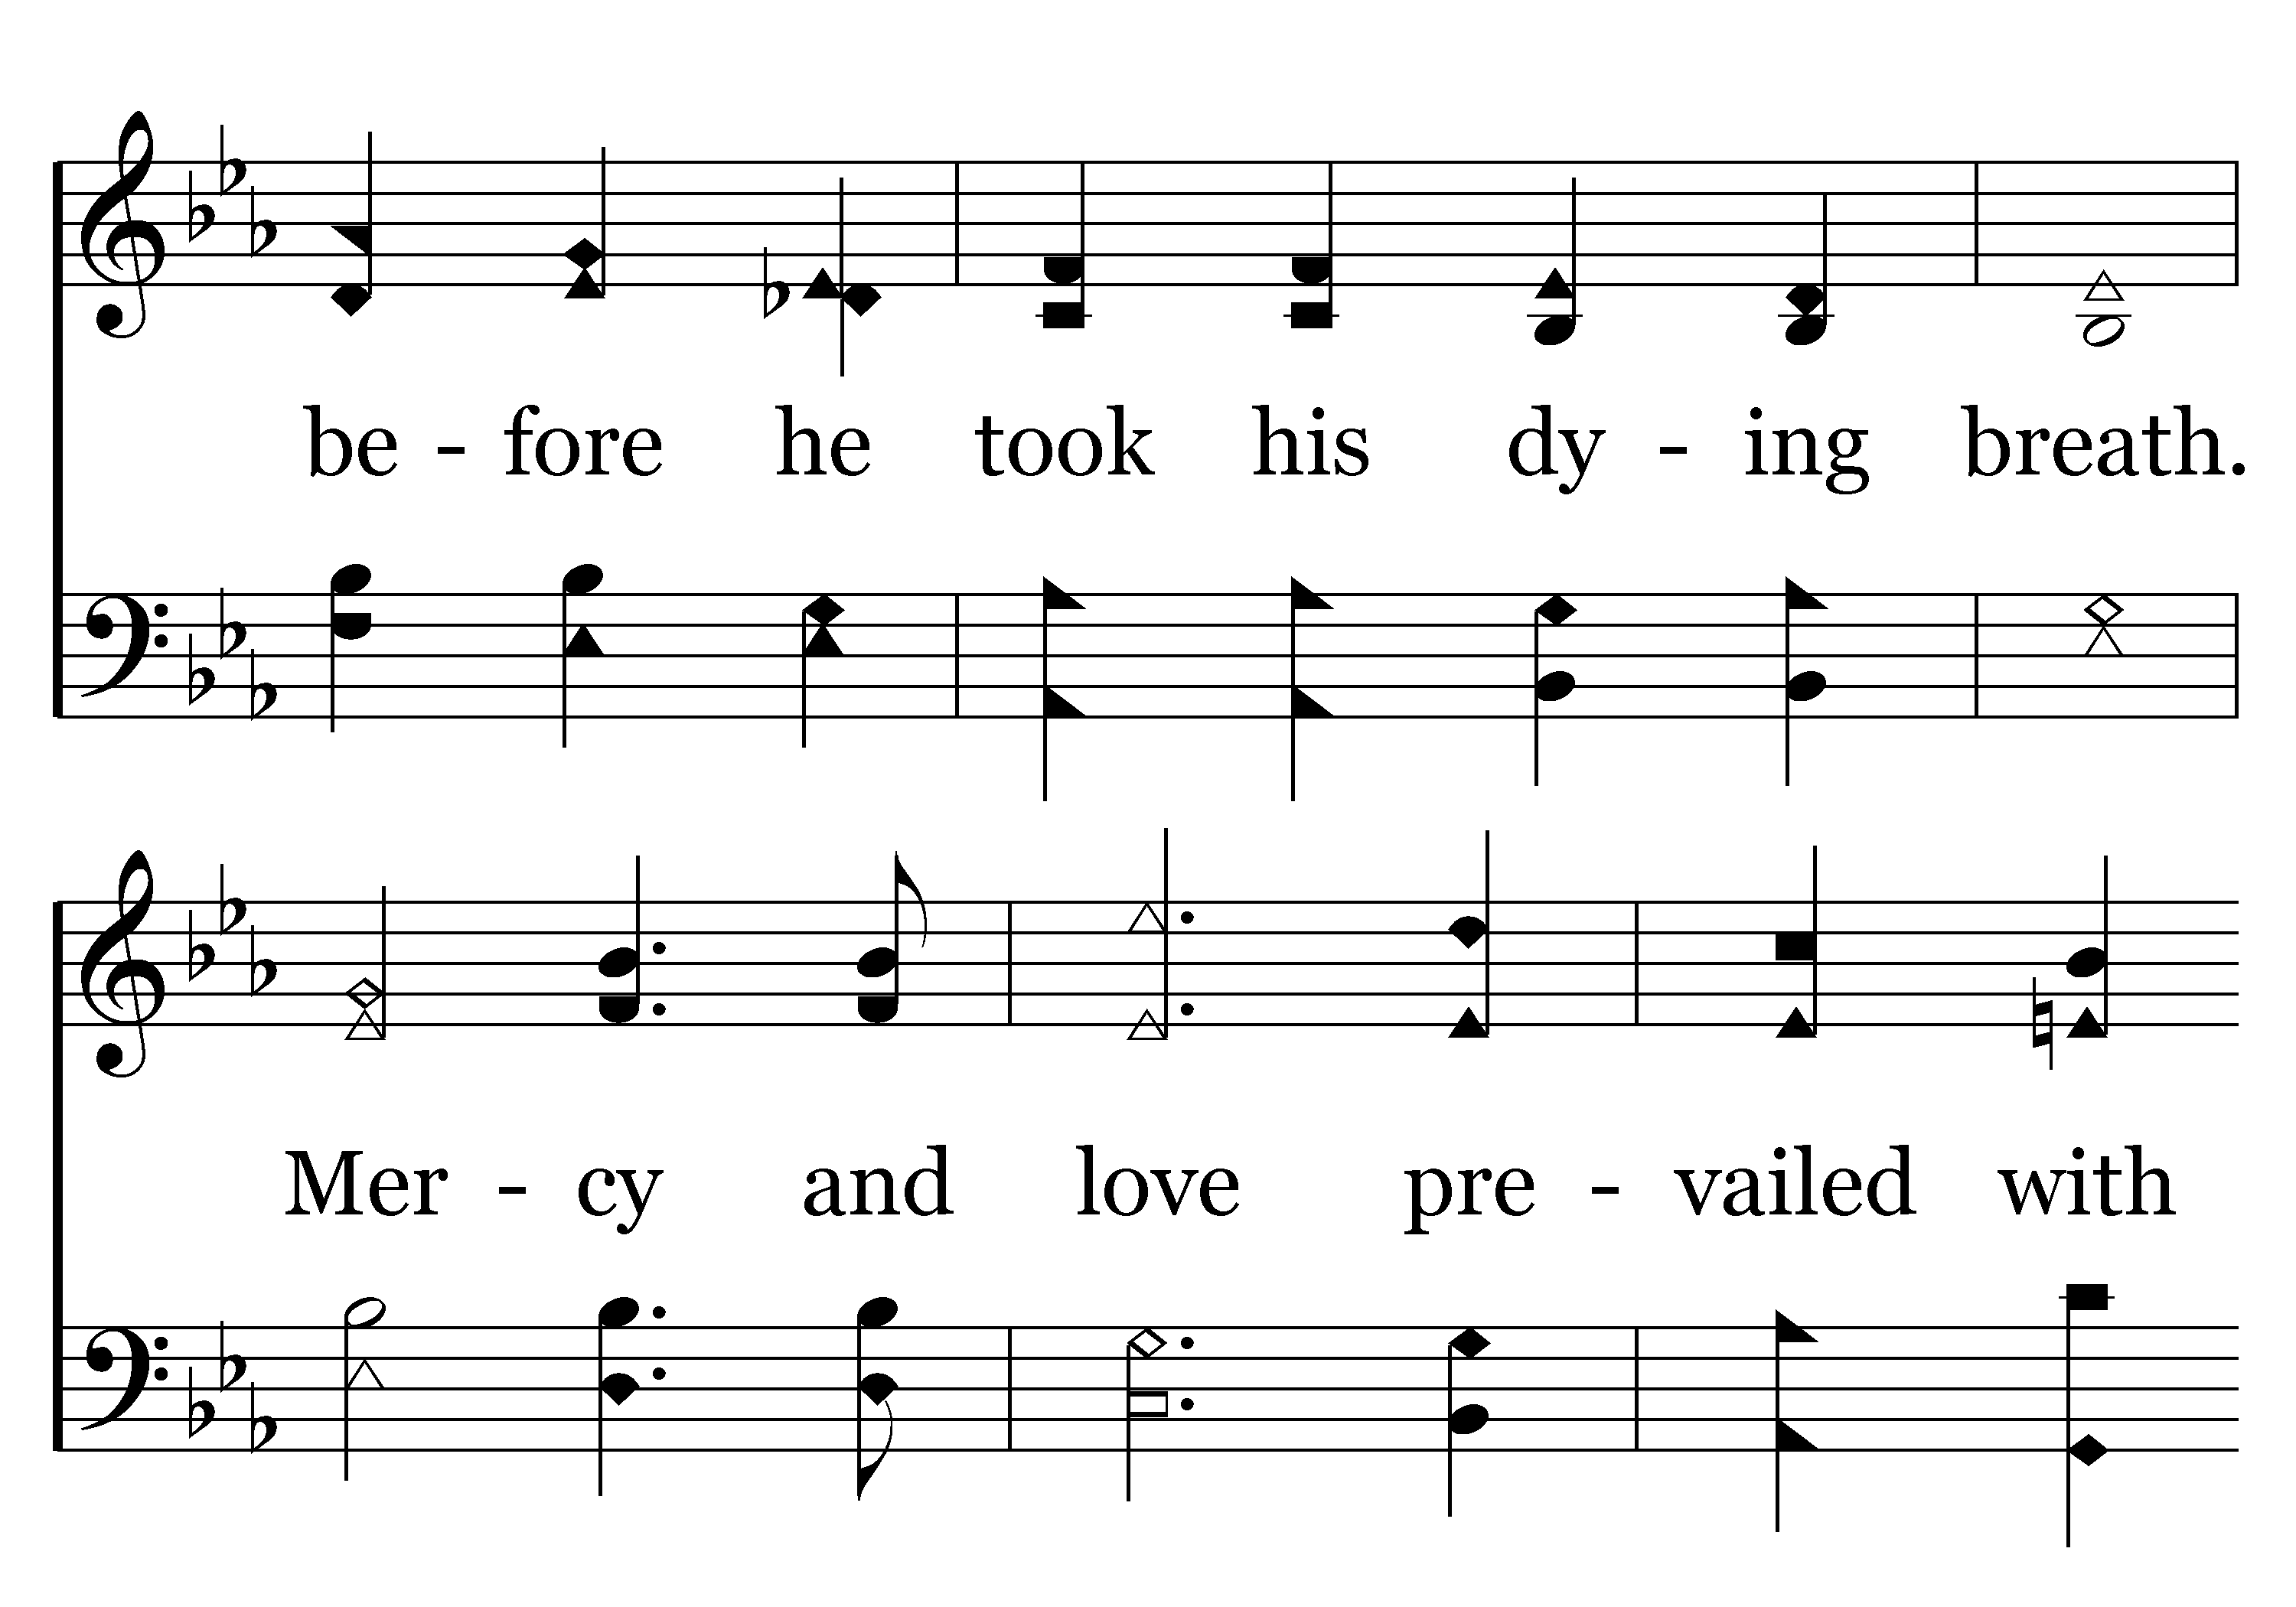 be - fore he took his dy - ing breath.
Mer - cy and love pre - vailed with